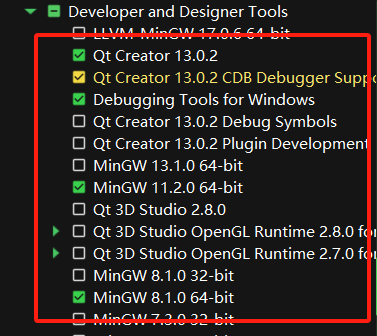 Developer and Designer Tools
LLVM-MinGW 17.0.6 64-bit
Qt Creator 13.0.2
Qt Creator 13.0.2 CDB Debugger Supp
Debugging Tools for Windows
Qt Creator 13.0.2 Debug Symbols
Qt Creator 13.0.2 Plugin Development
MinGW 13.1.0 64-bit
MinGW 11.2.0 64-bit
Qt 3D Studio 2.8.0
Qt 3D Studio OpenGL Runtime 2.8.0 for
Qt 3D Studio OpenGL Runtime 2.7.0 for
MinGW 8.1.0 32-bit
MinGW 8.1.0 64-bit
MinGW 7.3.0 32-bit